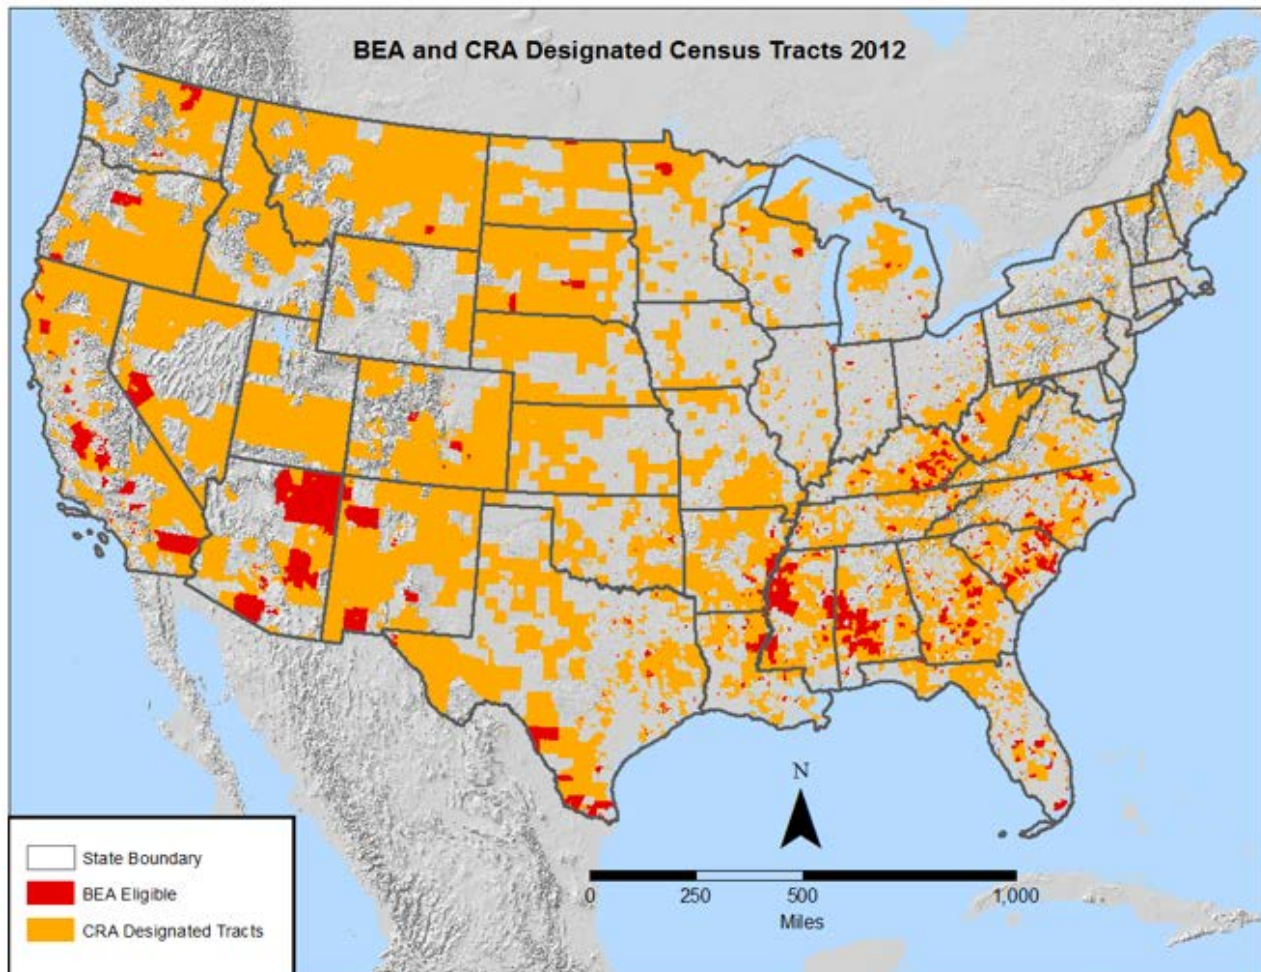 BEA and CRA Designated Census Tracts 2012
N
0 250 500 1,000
Miles
State Boundary
BEA Eligible
CRA Designated Tracts